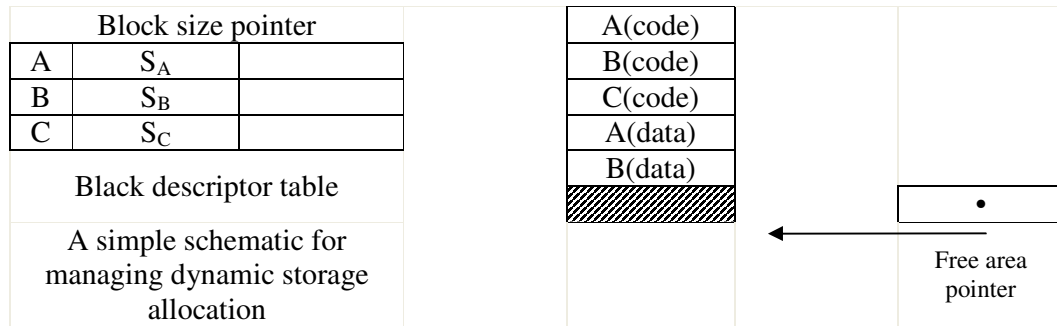 Block size pointer
A S_A
B S_B
C S_C
Black descriptor table
A simple schematic for
managing dynamic storage
allocation
A(code)
B(code)
C(code)
A(data)
B(data)
Free area
pointer